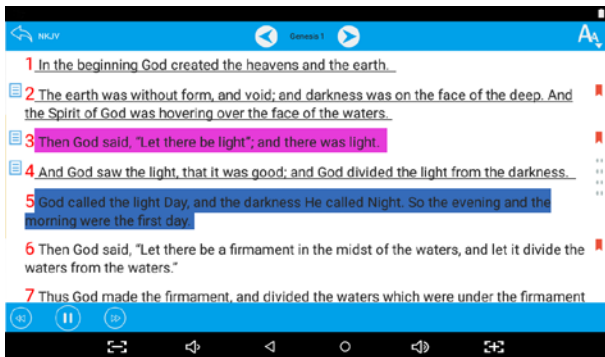 NKJV
Genesis 1
AA
1 In the beginning God created the heavens and the earth.
2 The earth was without form, and void; and darkness was on the face of the deep. And
the Spirit of God was hovering over the face of the waters.
3 Then God said, “Let there be light”; and there was light.
4 And God saw the light, that it was good; and God divided the light from the darkness.
5 God called the light Day, and the darkness He called Night. So the evening and the
morning were the first day.
6 Then God said, “Let there be a firmament in the midst of the waters, and let it divide the
waters from the waters.”
7 Thus God made the firmament, and divided the waters which were under the firmament